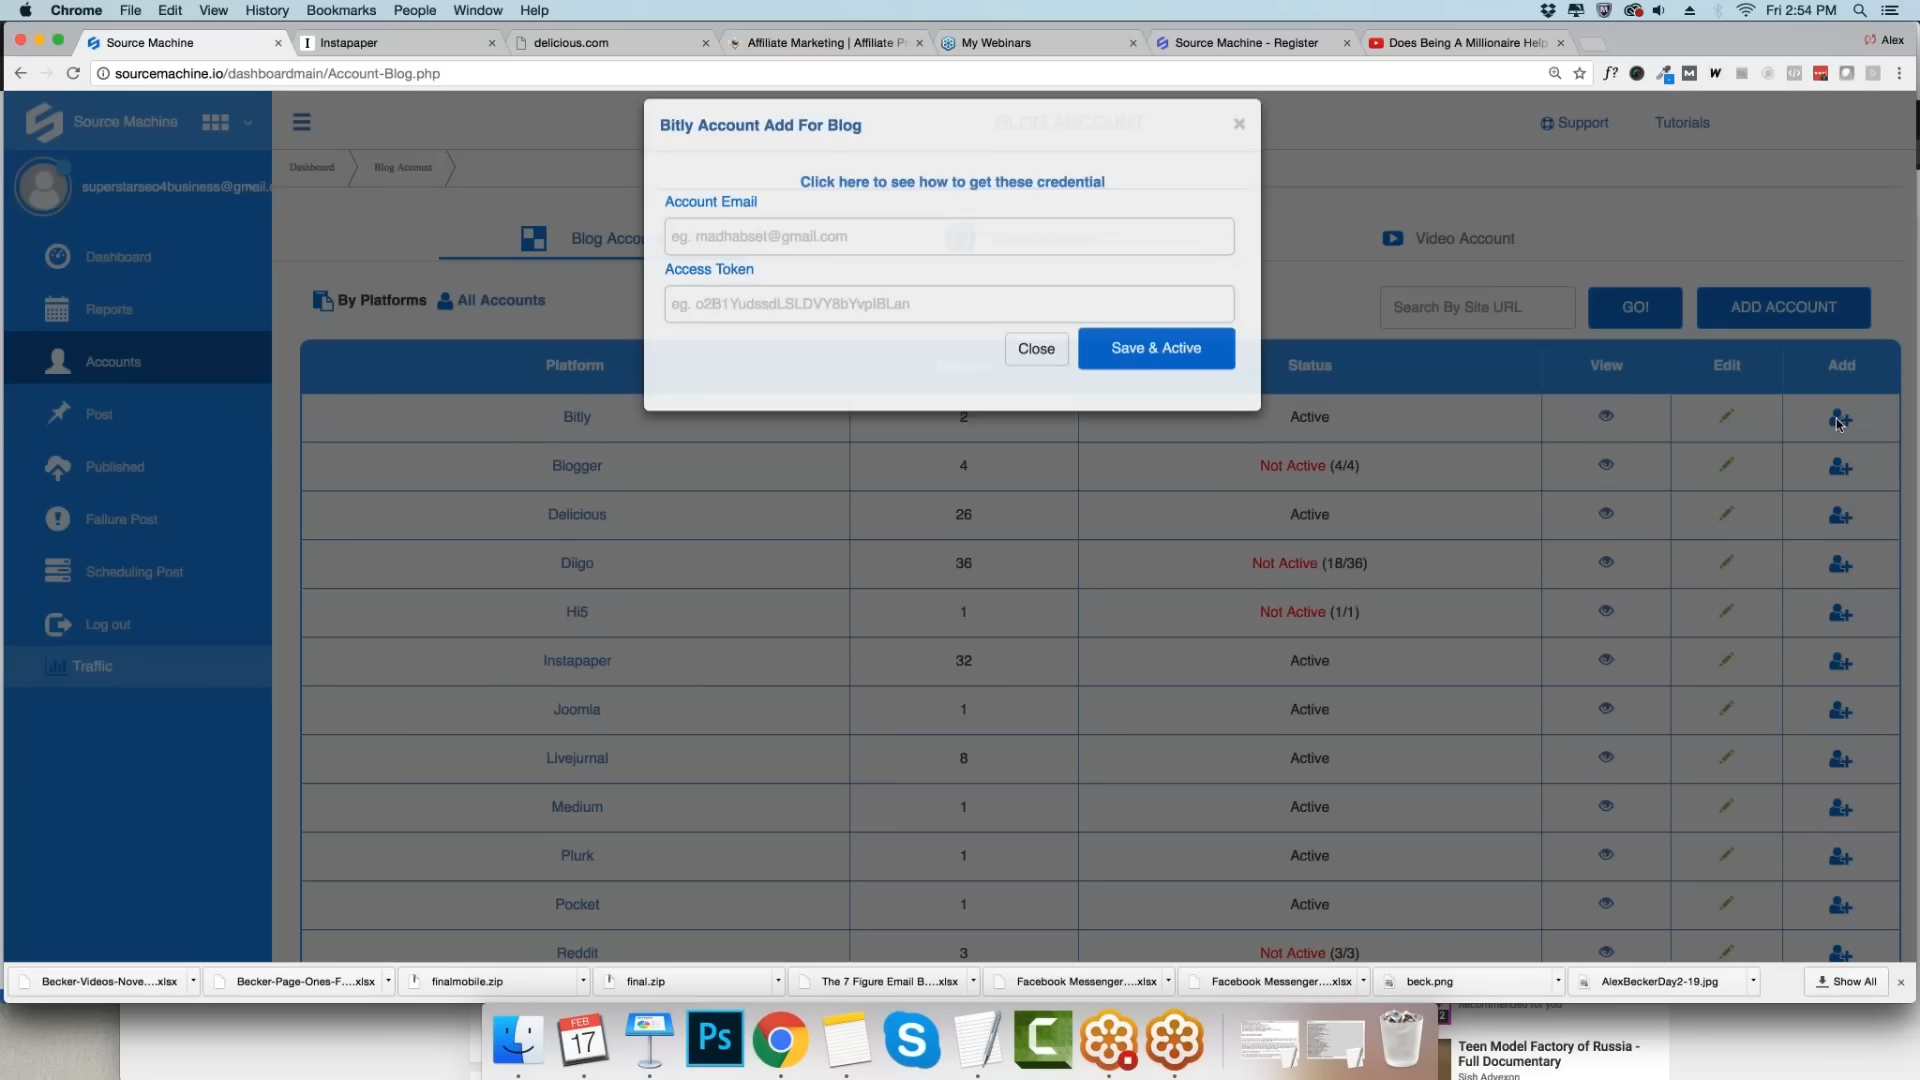 Chrome File Edit View History Bookmarks People Window Help Fri 2:54 PM
Source Machine Instapaper delicious.com Affiliate Marketing | Affiliate P My Webinars Source Machine - Register Does Being A Millionaire Help Alex
sourcemachine.io/dashboardmain/Account-Blog.php
Source Machine
superstarseo4business@gmail.
Dashboard
Reports
Accounts
Post
Published
Failure Post
Scheduling Post
Log out
Traffic
Support Tutorials
Dashboard Blog Account
BLOG ACCOUNT
Blog Accou
Video Account
Bitly Account Add For Blog ×
Click here to see how to get these credential
Account Email
eg. madhabset@gmail.com
Access Token
eg. o2B1YudssdLSLDVY8bYvpIBLan
Close Save & Active
By Platforms All Accounts Search By Site URL GO! ADD ACCOUNT
Platform Status View Edit Add
Bitly 2 Active
Blogger 4 Not Active (4/4)
Delicious 26 Active
Diigo 36 Not Active (18/36)
Hi5 1 Not Active (1/1)
Instapaper 32 Active
Joomla 1 Active
Livejurnal 8 Active
Medium 1 Active
Plurk 1 Active
Pocket 1 Active
Reddit 3 Not Active (3/3)
Becker-Videos-Nove....xlsx Becker-Page-Ones-F....xlsx finalmobile.zip final.zip The 7 Figure Email B....xlsx Facebook Messenger....xlsx Facebook Messenger....xlsx beck.png AlexBeckerDay2-19.jpg Show All
FEB
17
Ps
Recommended for you
Teen Model Factory of Russia -
Full Documentary
Sish Advexon